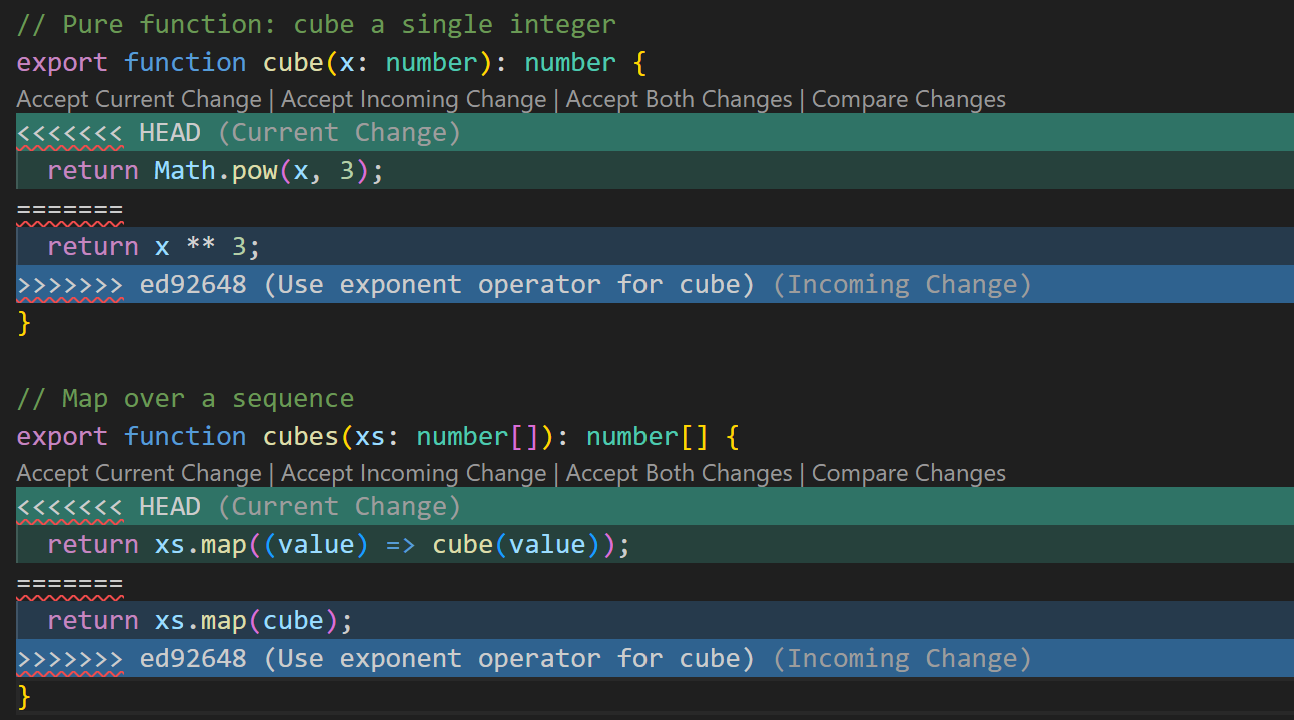 // Pure function: cube a single integer
export function cube(x: number): number {
Accept Current Change | Accept Incoming Change | Accept Both Changes | Compare Changes
<<<<<<< HEAD (Current Change)
  return Math.pow(x, 3);
=======
  return x ** 3;
>>>>>>> ed92648 (Use exponent operator for cube) (Incoming Change)
}

// Map over a sequence
export function cubes(xs: number[]): number[] {
Accept Current Change | Accept Incoming Change | Accept Both Changes | Compare Changes
<<<<<<< HEAD (Current Change)
  return xs.map((value) => cube(value));
=======
  return xs.map(cube);
>>>>>>> ed92648 (Use exponent operator for cube) (Incoming Change)
}